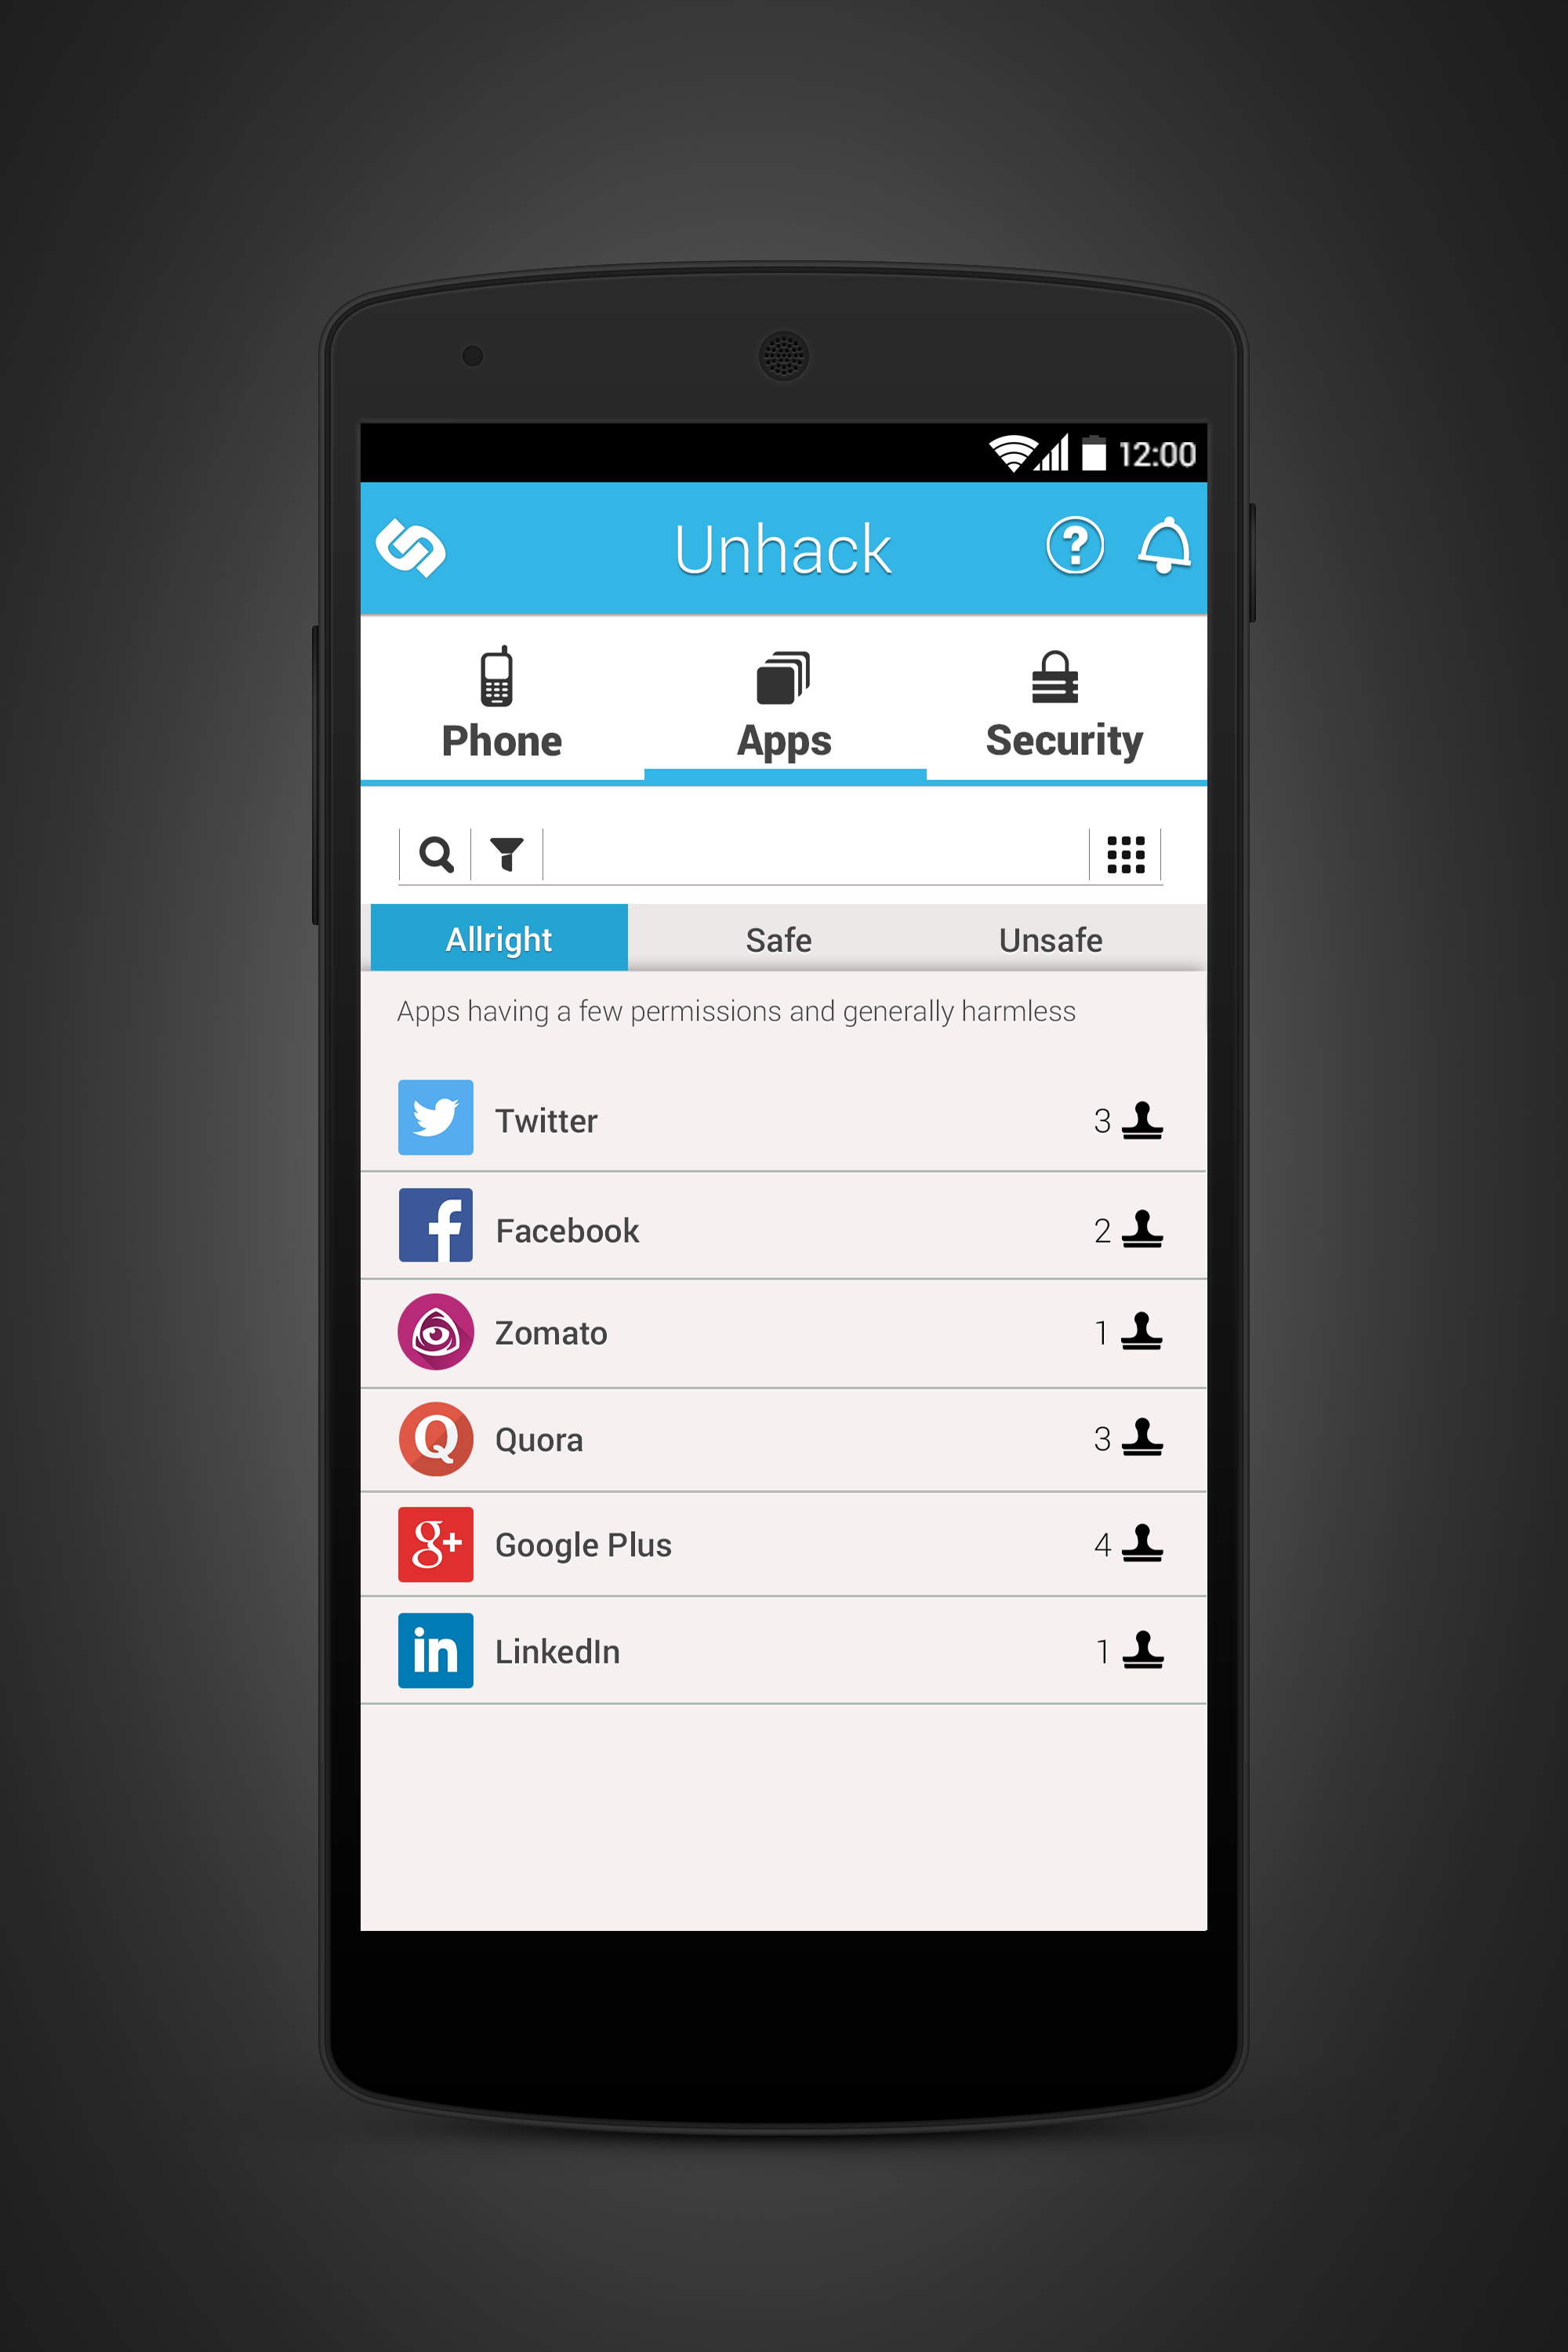 12:00
Unhack
Phone Apps Security
Allright Safe Unsafe
Apps having a few permissions and generally harmless
Twitter 3
Facebook 2
Zomato 1
Quora 3
Google Plus 4
LinkedIn 1